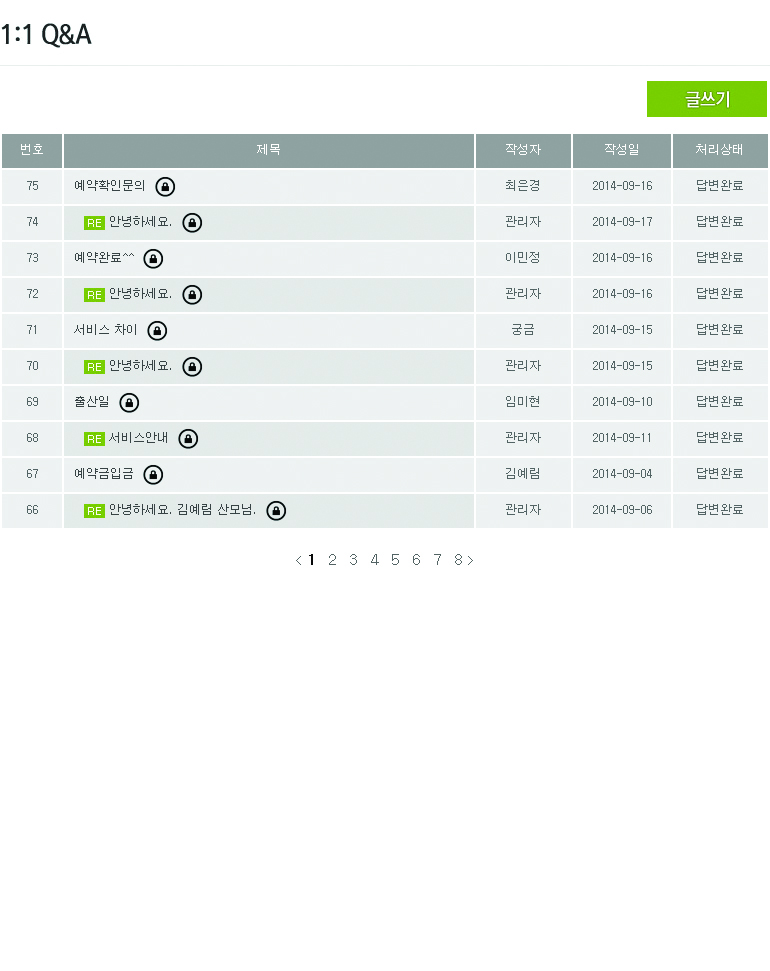 1:1 Q&A
글쓰기
번호 제목 작성자 작성일 처리상태
75 예약확인문의 최은경 2014-09-16 답변완료
74 RE 안녕하세요. 관리자 2014-09-17 답변완료
73 예약완료^^ 이민정 2014-09-16 답변완료
72 RE 안녕하세요. 관리자 2014-09-16 답변완료
71 서비스 차이 궁금 2014-09-15 답변완료
70 RE 안녕하세요. 관리자 2014-09-15 답변완료
69 출산일 임미현 2014-09-10 답변완료
68 RE 서비스안내 관리자 2014-09-11 답변완료
67 예약금입금 김예림 2014-09-04 답변완료
66 RE 안녕하세요. 김예림 산모님. 관리자 2014-09-06 답변완료
< 1 2 3 4 5 6 7 8 >